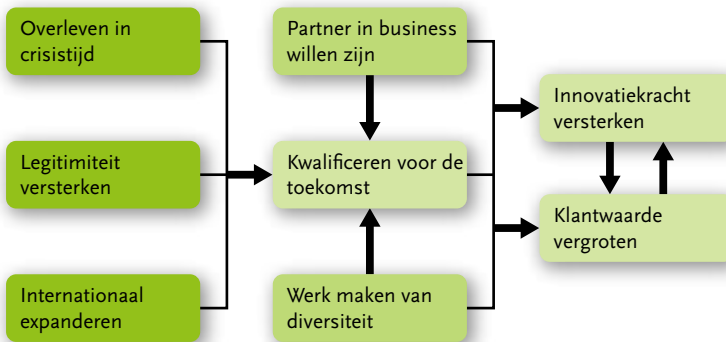 Overleven in
crisistijd
Legitimiteit
versterken
Internationaal
expanderen
Partner in business
willen zijn
Kwalificeren voor de
toekomst
Werk maken van
diversiteit
Innovatiekracht
versterken
Klantwaarde
vergroten